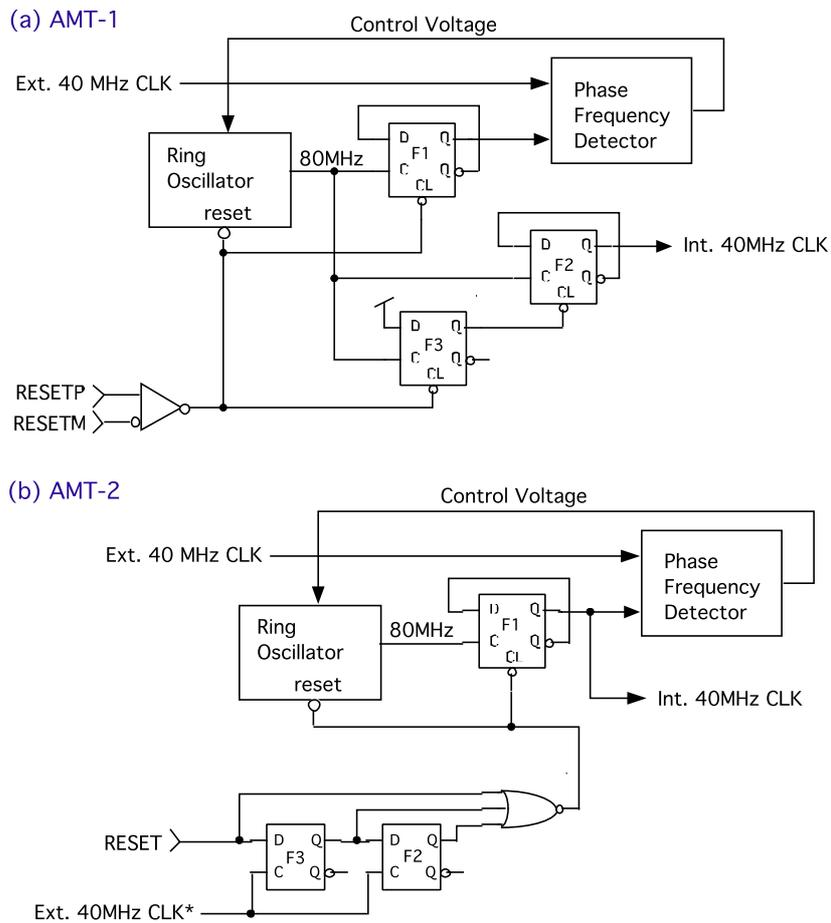 (a) AMT-1
Control Voltage
Ext. 40 MHz CLK
Phase
Frequency
Detector
Ring
Oscillator
reset
80MHz
D Q
F1
C Q
CL
D Q
F2
C Q
CL
Int. 40MHz CLK
D Q
F3
C Q
CL
RESETP
RESETM
(b) AMT-2
Control Voltage
Ext. 40 MHz CLK
Phase
Frequency
Detector
Ring
Oscillator
reset
80MHz
D Q
F1
C Q
CL
Int. 40MHz CLK
RESET
D Q
F3
C Q
D Q
F2
C Q
Ext. 40MHz CLK*